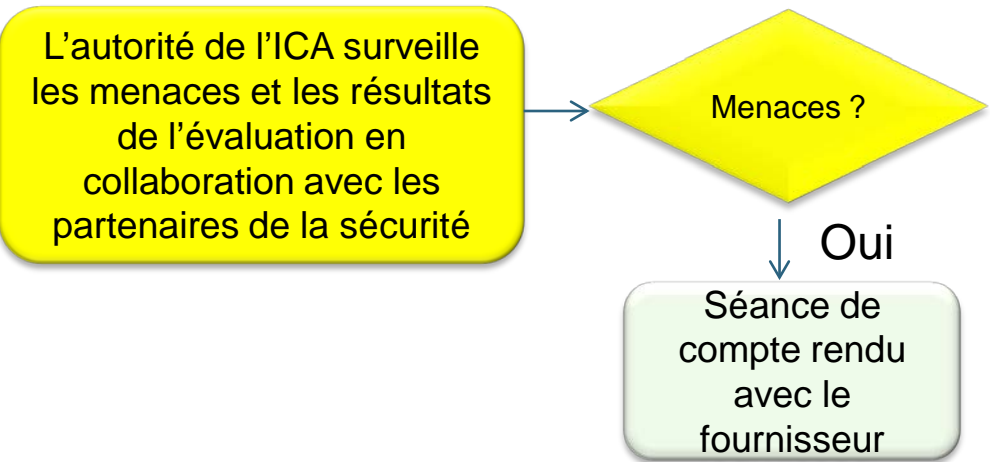 L’autorité de l’ICA surveille
les menaces et les résultats
de l’évaluation en
collaboration avec les
partenaires de la sécurité
Menaces ?
Oui
Séance de
compte rendu
avec le
fournisseur